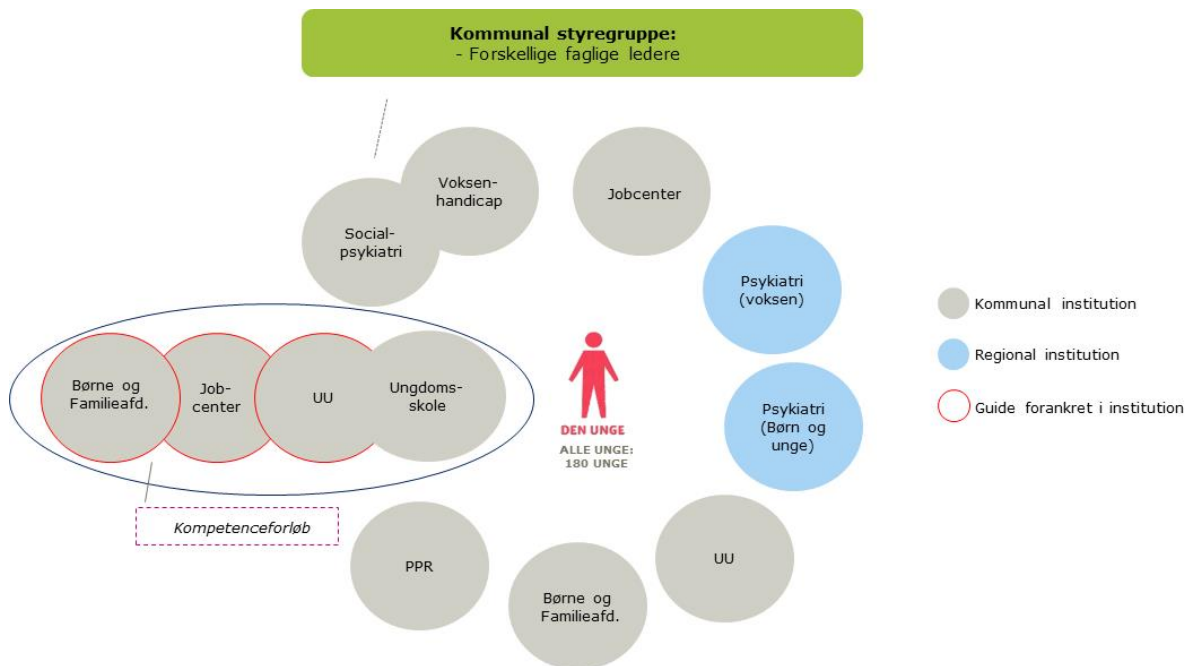 Kommunal styregruppe:
- Forskellige faglige ledere
Voksen-
handicap
Jobcenter
Social-
psykiatri
Psykiatri
(voksen)
Kommunal institution
Regional institution
Guide forankret i institution
Børne og
Familieafd.
Job-
center
UU
Ungdoms-
skole
DEN UNGE
ALLE UNGE:
180 UNGE
Psykiatri
(Børn og
unge)
Kompetenceforløb
PPR
Børne og
Familieafd.
UU